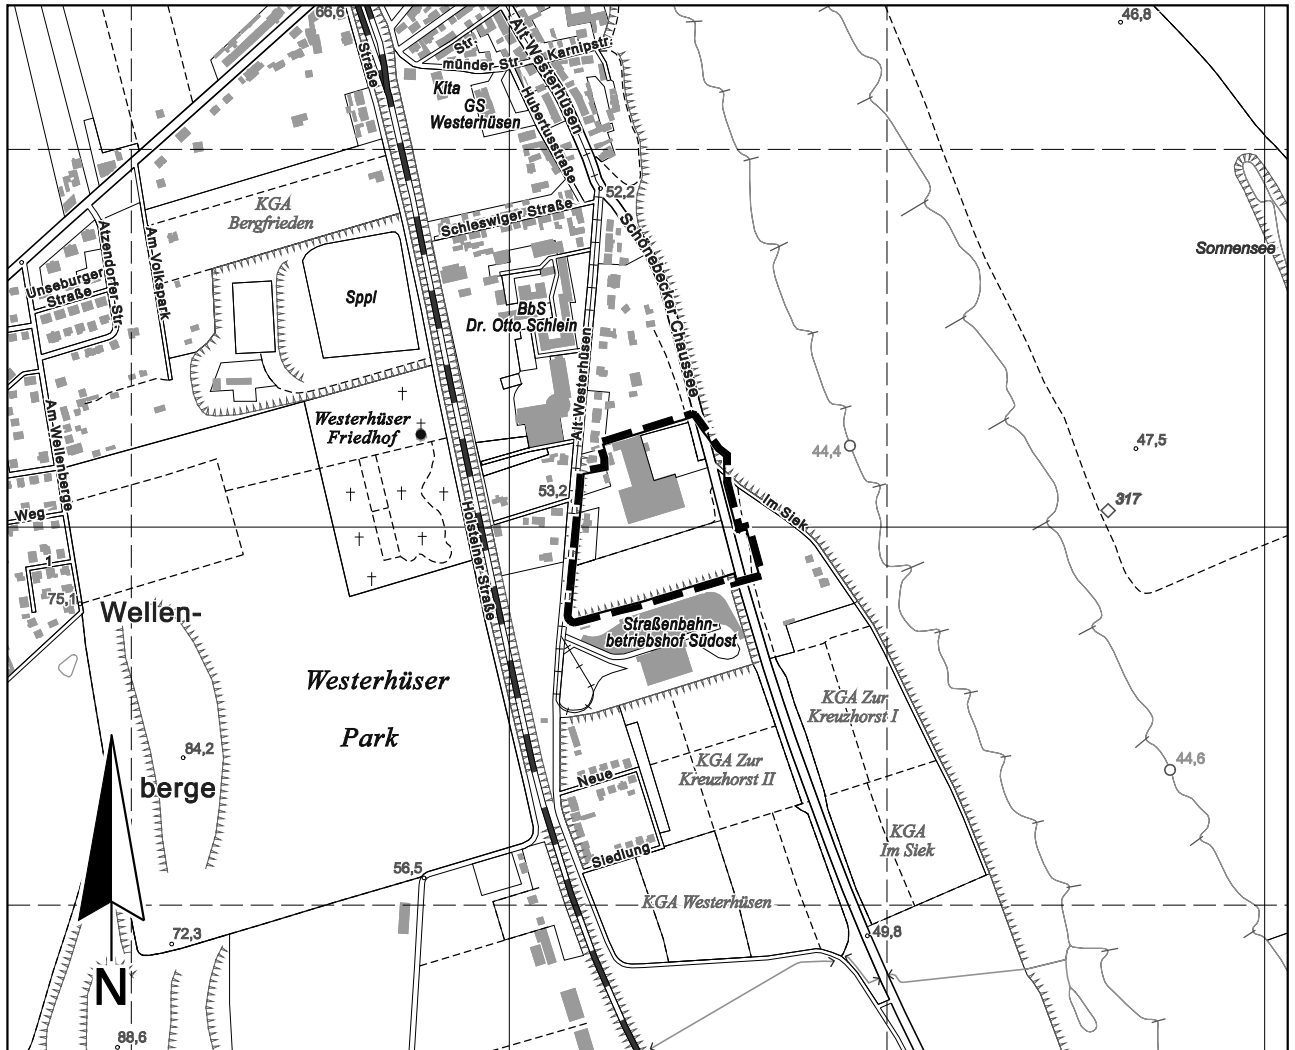 66,6
46,8
Straße
Str.
münder-Str.
Alt Westerhüsen
Karnipstr.
Kita
GS
Westerhüsen
Hubertusstraße
52,2
KGA
Bergfrieden
Schleswiger Straße
Schönebecker Chaussee
Sonnensee
Atzendorfer-Str.
Am-Volkspark
Unseburger
Straße
Sppl
BbS
Dr. Otto Schlein
Alt Westerhüsen
Am-Wellenberge
Westerhüser
Friedhof
44,4
47,5
53,2
317
Im Siek
Weg
Holsteiner-Straße
1
75,1
Wellen-
berge
Straßenbahn-
betriebshof Südost
Westerhüser
Park
KGA Zur
Kreuzhorst I
84,2
KGA Zur
Kreuzhorst II
44,6
Neue
Siedlung
KGA
Im Siek
56,5
KGA Westerhüsen
72,3
49,8
N
88,6